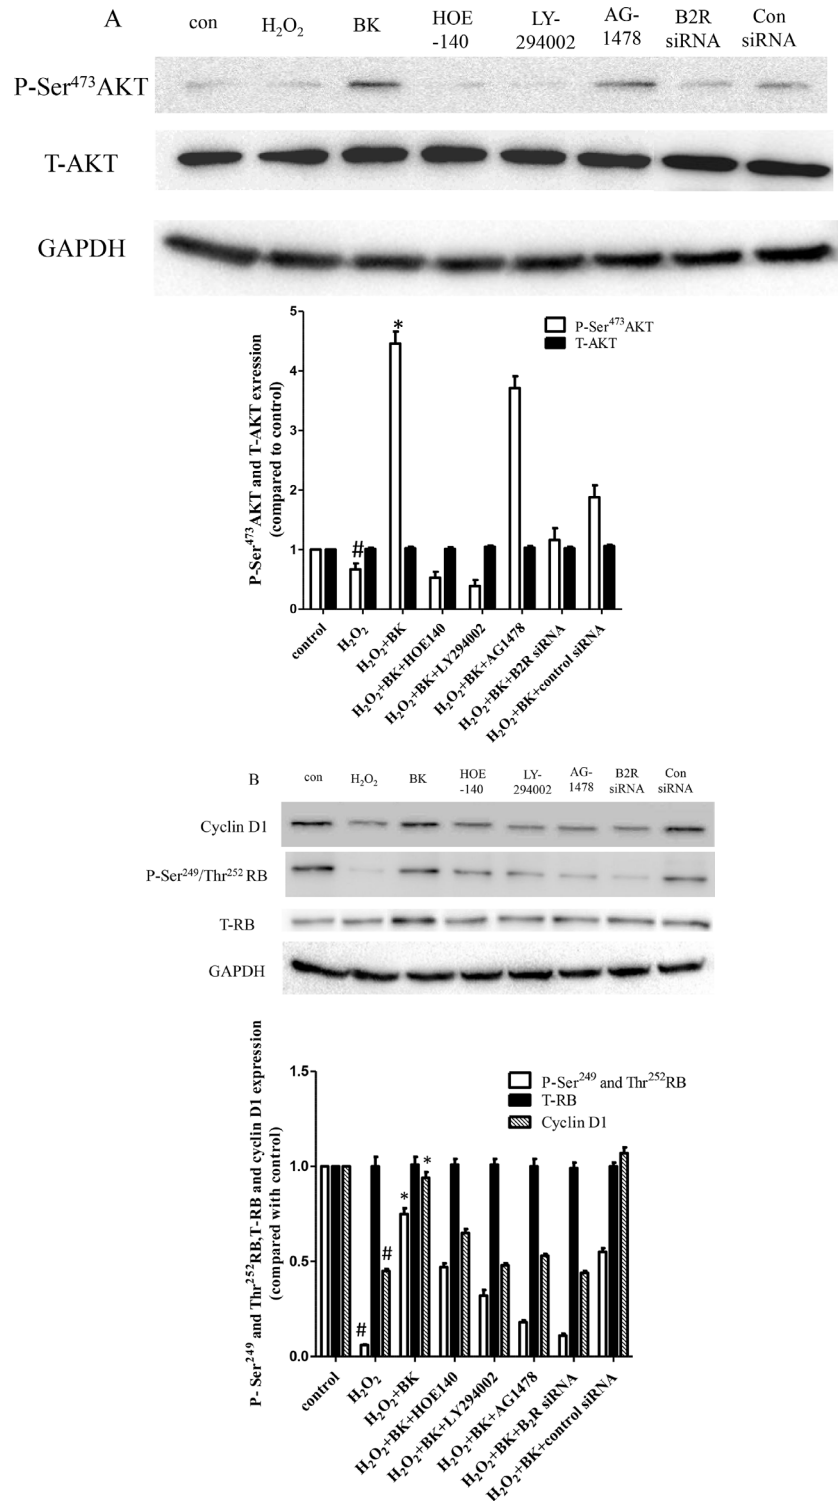 A
con H₂O₂ BK HOE LY- AG- B2R Con
-140 294002 1478 siRNA siRNA
P-Ser⁴⁷³AKT
T-AKT
GAPDH
P-Ser⁴⁷³AKT and T-AKT exression
(compared to control)
5
4
3
2
1
0
*
#
P-Ser⁴⁷³AKT
T-AKT
control
H₂O₂
H₂O₂+BK
H₂O₂+BK+HOE140
H₂O₂+BK+LY294002
H₂O₂+BK+AG1478
H₂O₂+BK+B2R siRNA
H₂O₂+BK+control siRNA
B
con H₂O₂ BK HOE LY- AG- B2R Con
-140 294002 1478 siRNA siRNA
Cyclin D1
P-Ser²⁴⁹/Thr²⁵² RB
T-RB
GAPDH
P- Ser²⁴⁹ and Thr²⁵²RB,T-RB and cyclin D1 expression
(compared with control)
1.5
1.0
0.5
0.0
P-Ser²⁴⁹ and Thr²⁵²RB
T-RB
Cyclin D1
#
#
*
*
control
H₂O₂
H₂O₂+BK
H₂O₂+BK+HOE140
H₂O₂+BK+LY294002
H₂O₂+BK+AG1478
H₂O₂+BK+B₂R siRNA
H₂O₂+BK+control siRNA